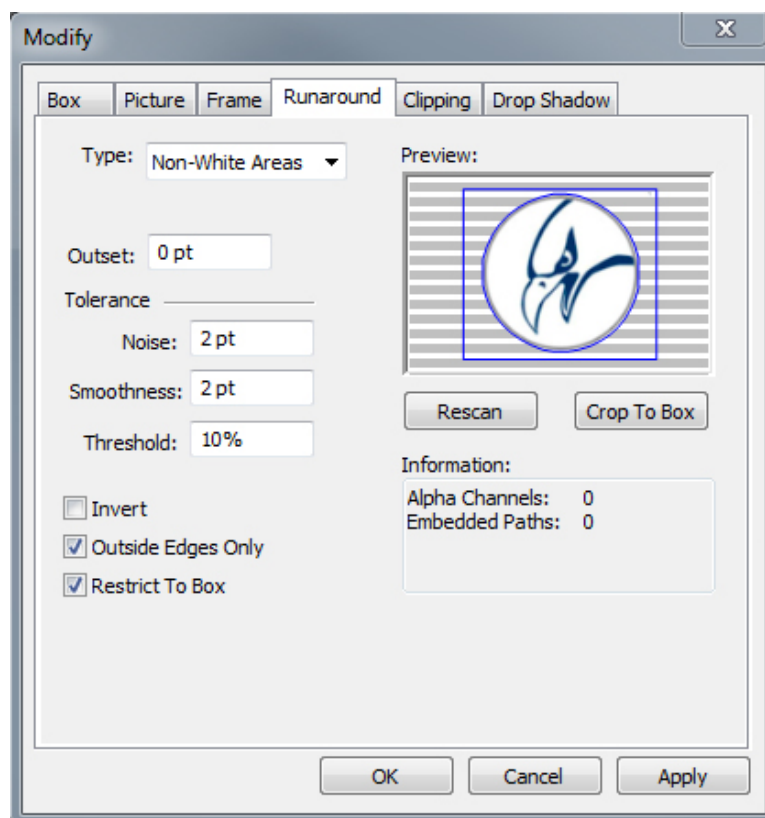 Modify
Box Picture Frame Runaround Clipping Drop Shadow
Type: Non-White Areas
Preview:
Outset: 0 pt
Tolerance
Noise: 2 pt
Smoothness: 2 pt
Threshold: 10%
Rescan Crop To Box
Information:
Alpha Channels: 0
Embedded Paths: 0
Invert
Outside Edges Only
Restrict To Box
OK Cancel Apply